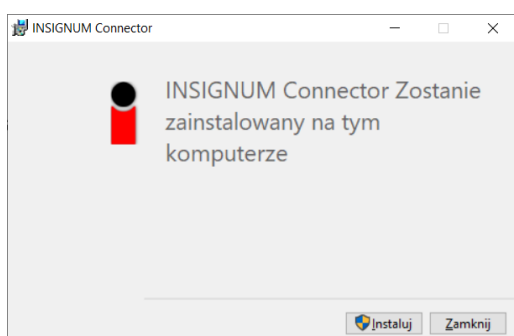 INSIGNUM Connector
INSIGNUM Connector Zostanie
zainstalowany na tym
komputerze
Instaluj
Zamknij